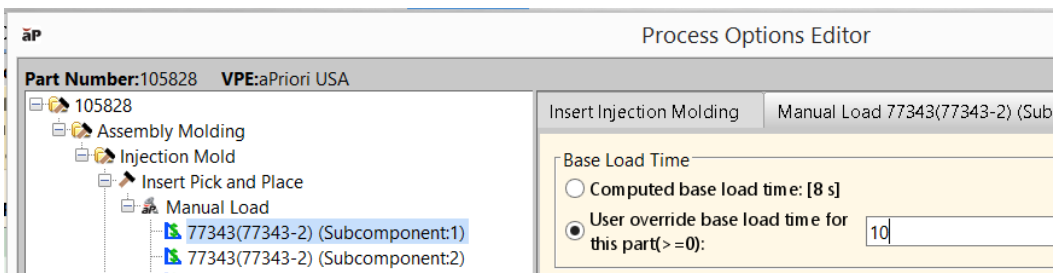 aP
Process Options Editor
Part Number:105828 VPE:aPriori USA
105828
Assembly Molding
Injection Mold
Insert Pick and Place
Manual Load
77343(77343-2) (Subcomponent:1)
77343(77343-2) (Subcomponent:2)
Insert Injection Molding
Manual Load 77343(77343-2) (Sub
Base Load Time
Computed base load time: [8 s]
User override base load time for
this part(>=0):
10